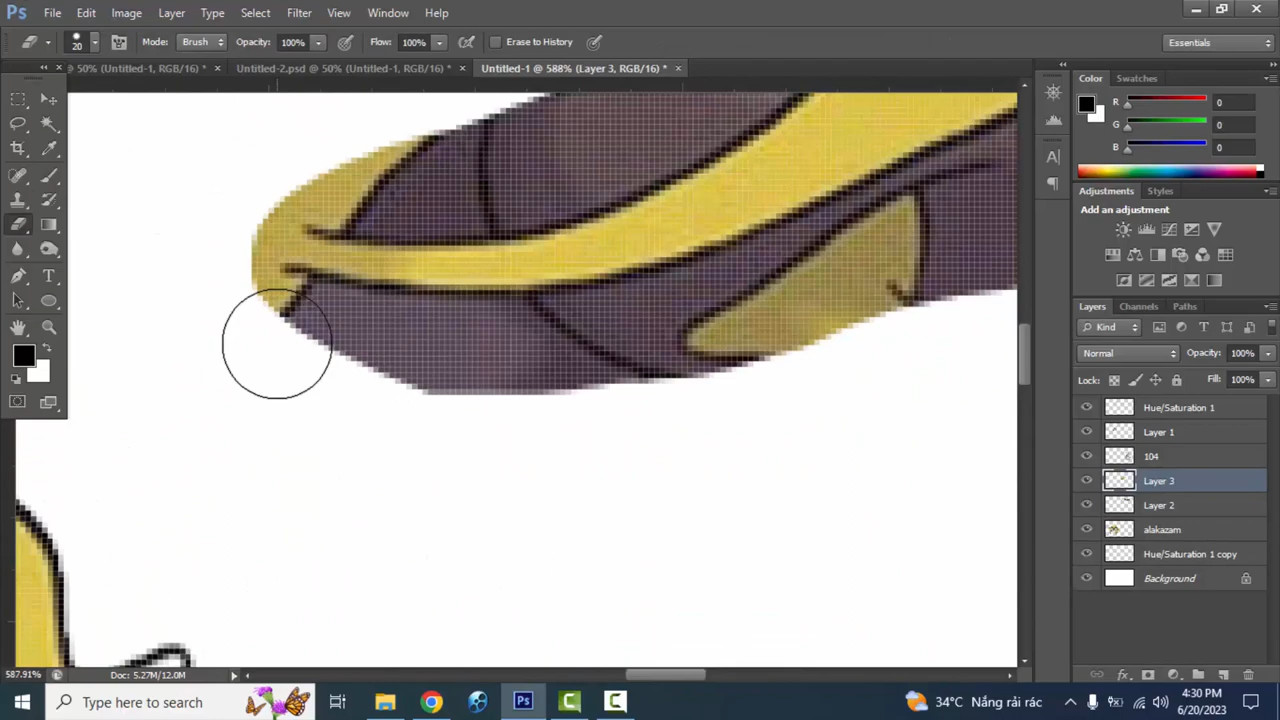 Ps File Edit Image Layer Type Select Filter View Window Help
20 Mode: Brush Opacity: 100% Flow: 100% Erase to History Essentials
@ 50% (Untitled-1, RGB/16) * × Untitled-2.psd @ 50% (Untitled-1, RGB/16) * × Untitled-1 @ 588% (Layer 3, RGB/16) * ×
Color Swatches
R 0
G 0
B 0
Adjustments Styles
Add an adjustment
Layers Channels Paths
Kind
Normal Opacity: 100%
Lock: Fill: 100%
Hue/Saturation 1
Layer 1
104
Layer 3
Layer 2
alakazam
Hue/Saturation 1 copy
Background
587.91% Doc: 5.27M/12.0M
Type here to search
34°C Nắng rải rác
4:30 PM
6/20/2023